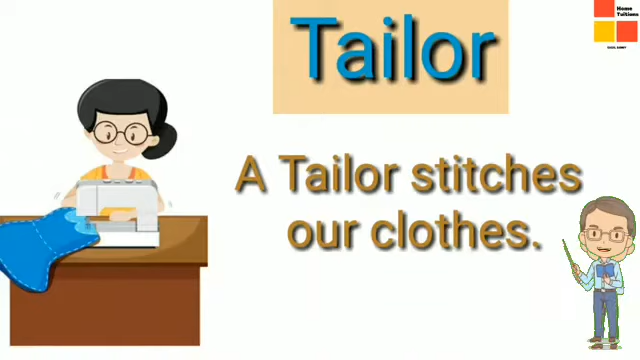 Tailor
Home
Tuitions
A Tailor stitches
our clothes.